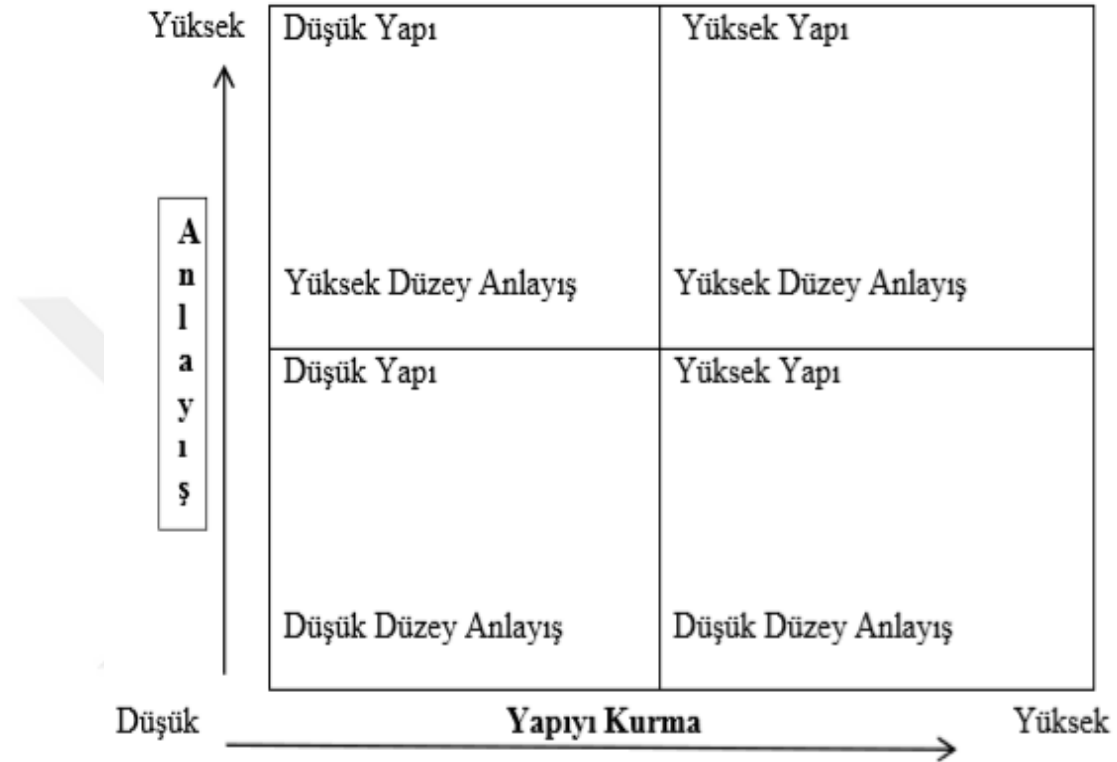 Yüksek
Düşük Yapı
Yüksek Yapı
Anlayış
Yüksek Düzey Anlayış
Yüksek Düzey Anlayış
Düşük Yapı
Yüksek Yapı
Düşük Düzey Anlayış
Düşük Düzey Anlayış
Düşük
Yapıyı Kurma
Yüksek